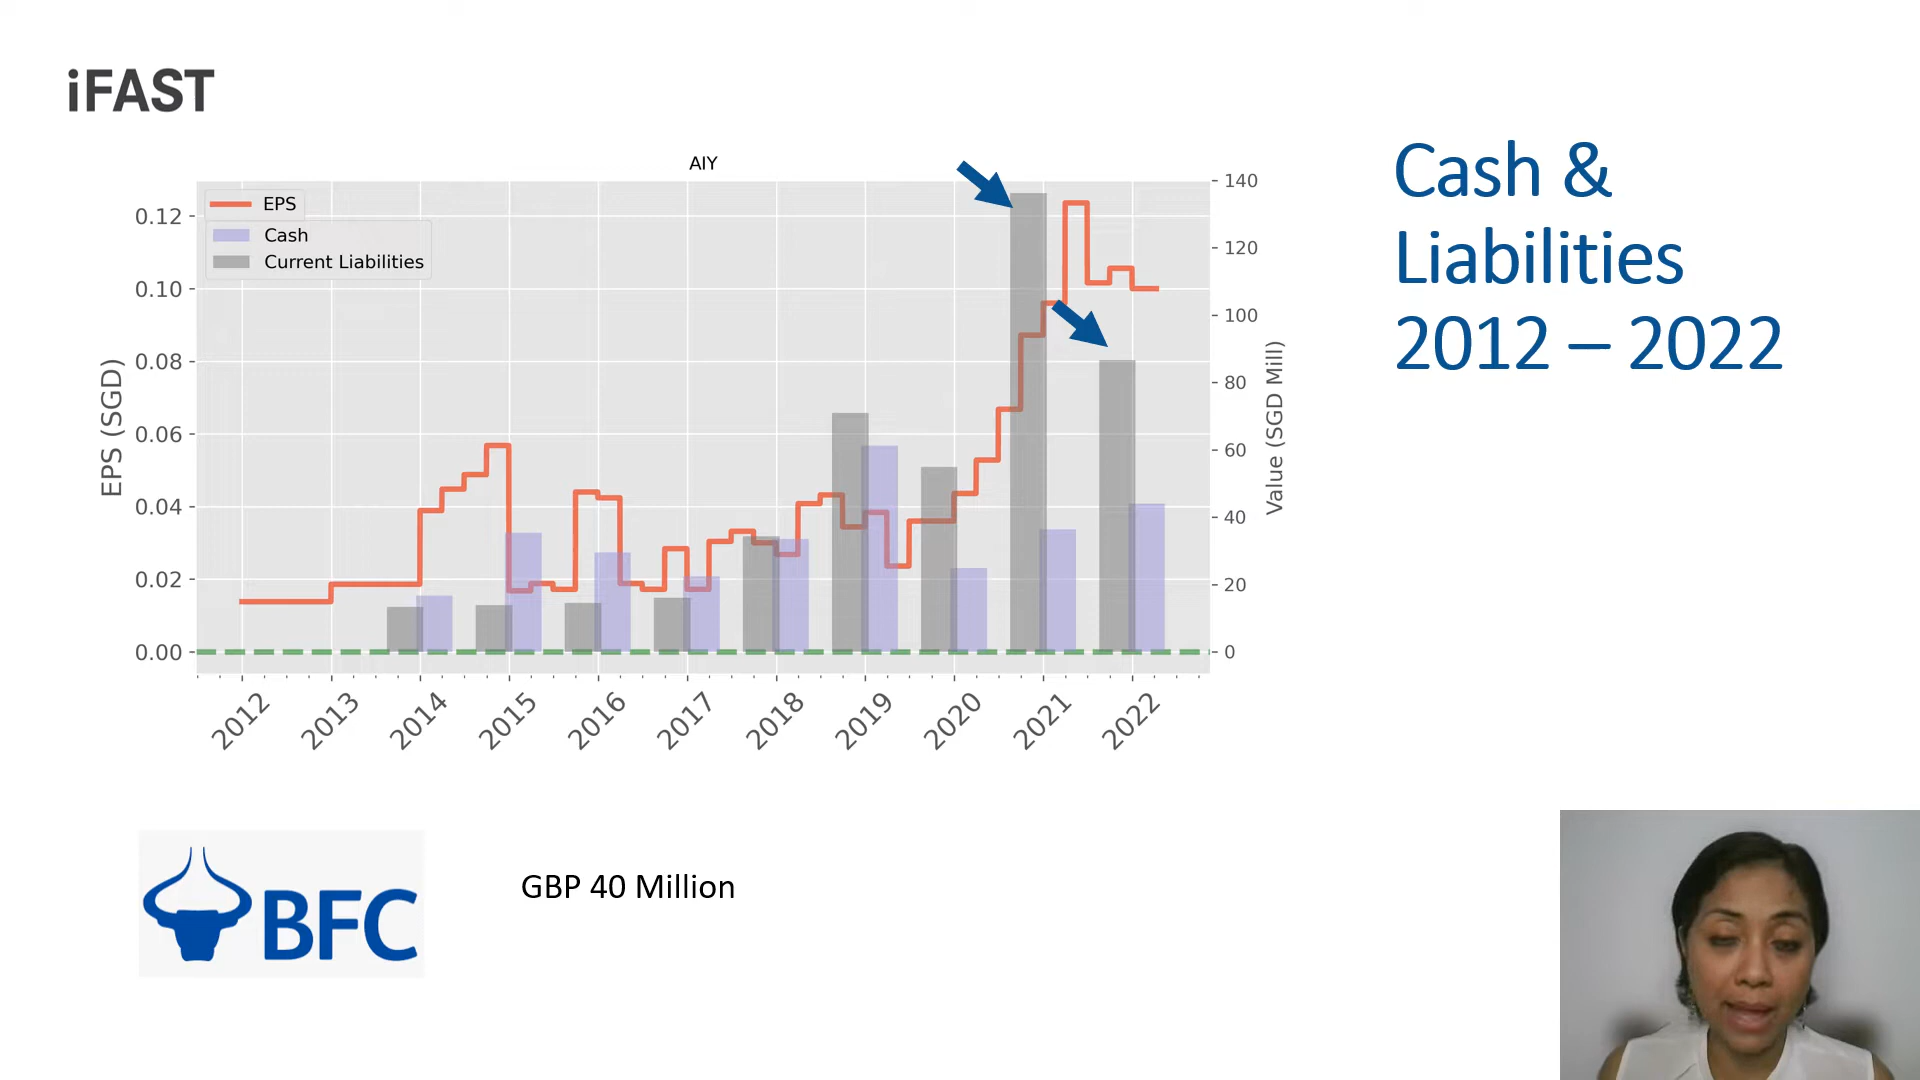 iFAST
Cash &
Liabilities
2012 – 2022
AIY
EPS
Cash
Current Liabilities
EPS (SGD)
0.12
0.10
0.08
0.06
0.04
0.02
0.00
140
120
100
80
60
40
20
0
Value (SGD Mill)
2012
2013
2014
2015
2016
2017
2018
2019
2020
2021
2022
BFC
GBP 40 Million